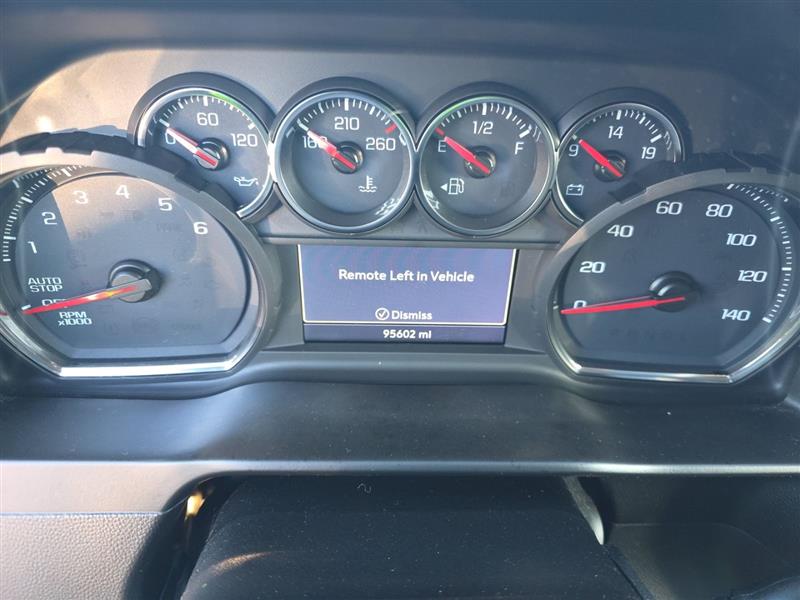 0 60 120
160 210 260
E 1/2 F
9 14 19
1 2 3 4 5 6
AUTO
STOP
OFF
RPM
x1000
Remote Left in Vehicle
Dismiss
95602 mi
0 20 40 60 80 100 120 140